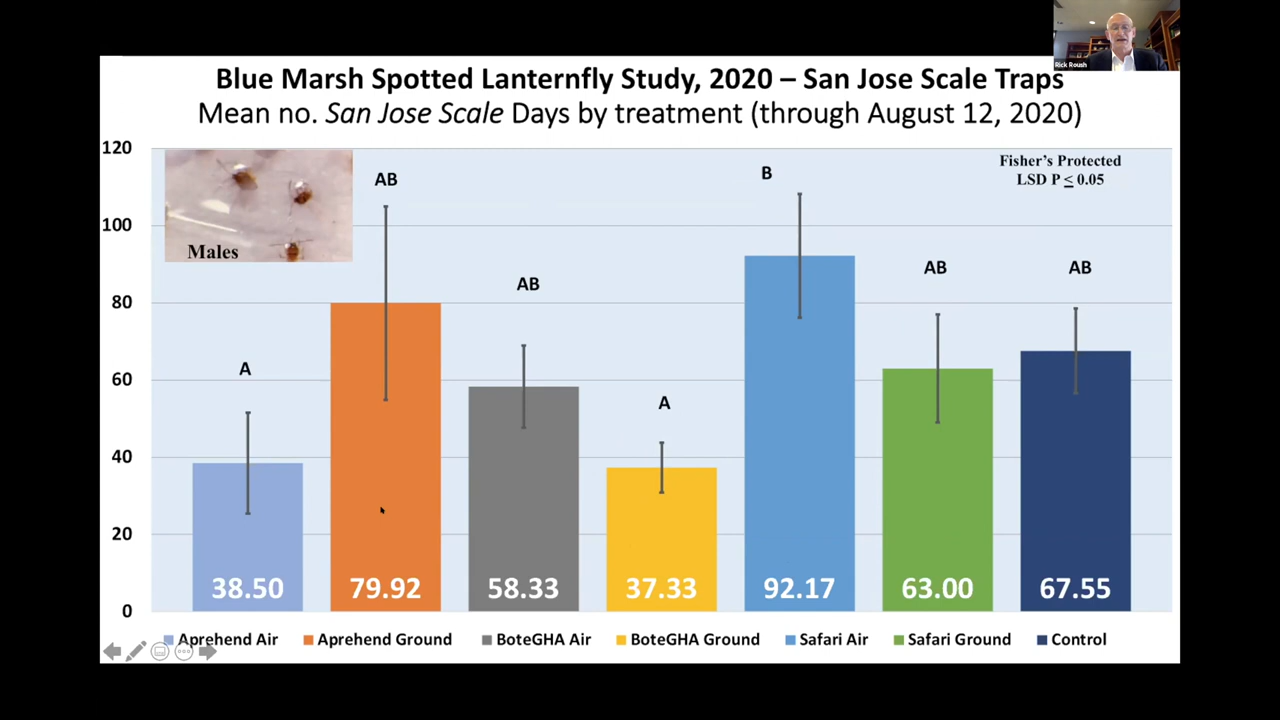 Rick Roush
Blue Marsh Spotted Lanternfly Study, 2020 – San Jose Scale Traps
Mean no. San Jose Scale Days by treatment (through August 12, 2020)
120
100
80
60
40
20
0
Males
Fisher's Protected
LSD P ≤ 0.05
A
AB
AB
A
B
AB
AB
38.50 79.92 58.33 37.33 92.17 63.00 67.55
Aprehend Air Aprehend Ground BoteGHA Air BoteGHA Ground Safari Air Safari Ground Control